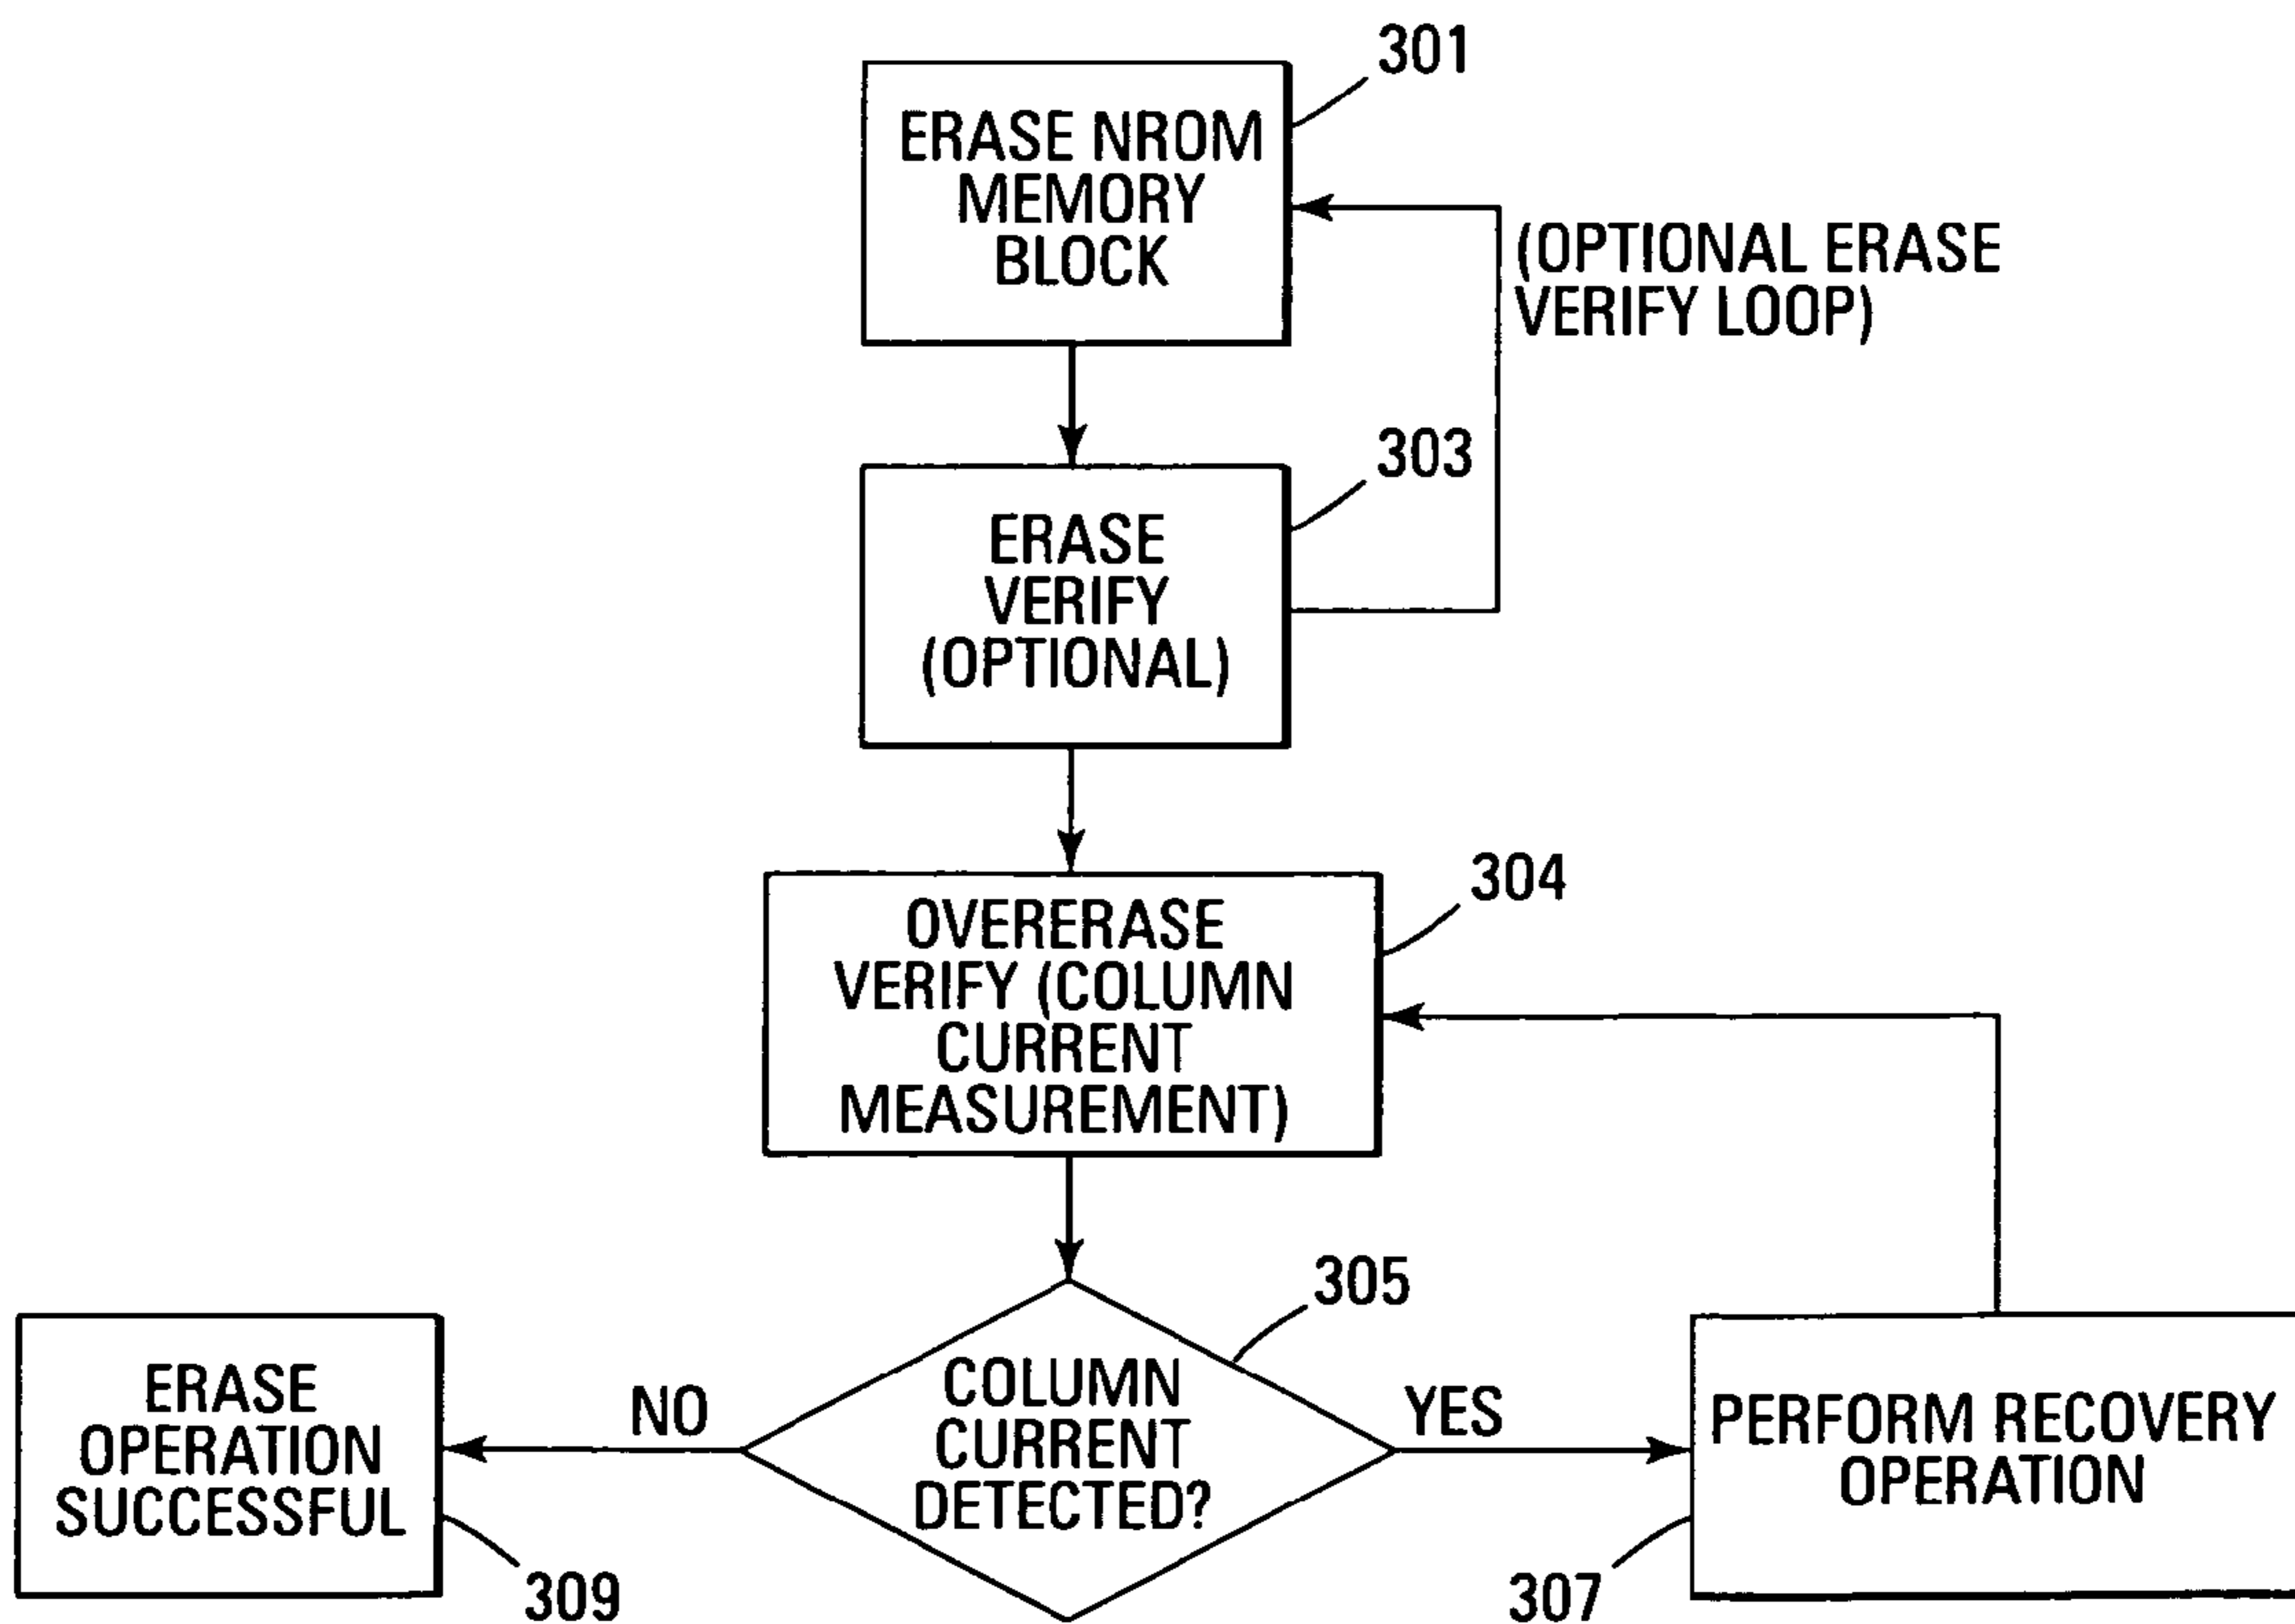 301
ERASE NROM
MEMORY
BLOCK
(OPTIONAL ERASE
VERIFY LOOP)
303
ERASE
VERIFY
(OPTIONAL)
304
OVERERASE
VERIFY (COLUMN
CURRENT
MEASUREMENT)
305
COLUMN
CURRENT
DETECTED?
NO
YES
ERASE
OPERATION
SUCCESSFUL
309
PERFORM RECOVERY
OPERATION
307